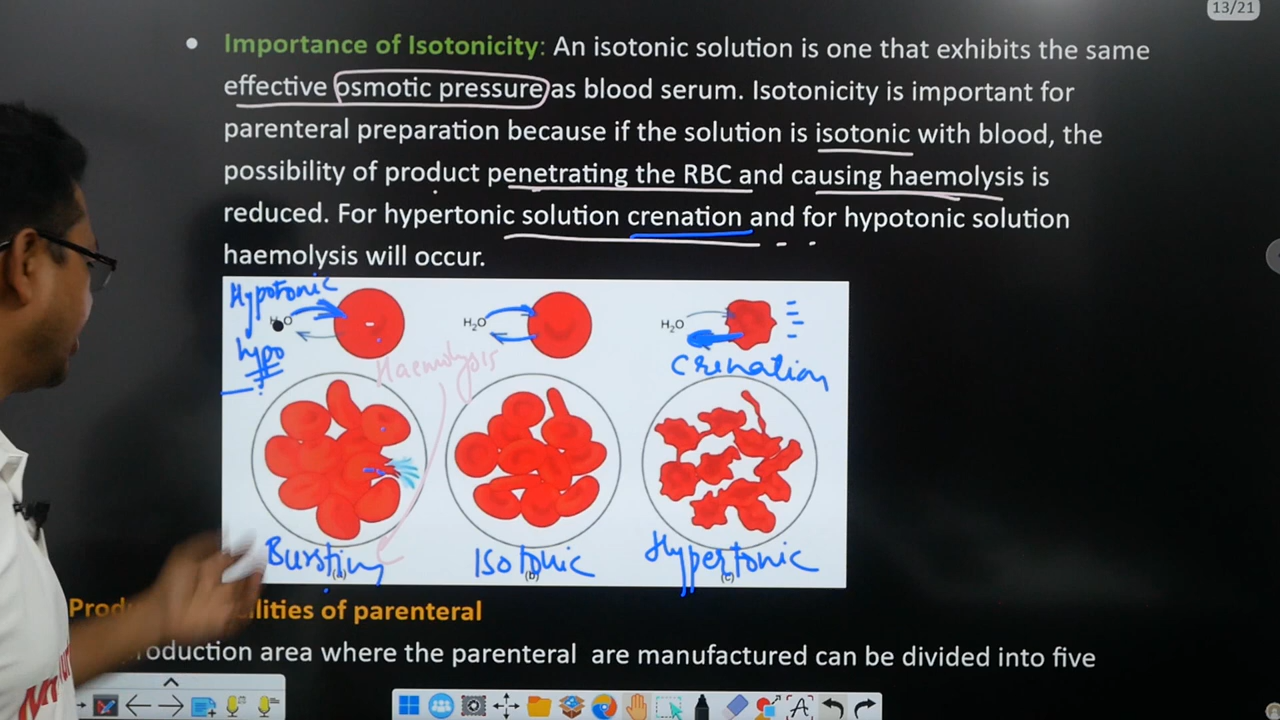 13/21
• Importance of Isotonicity: An isotonic solution is one that exhibits the same
effective osmotic pressure as blood serum. Isotonicity is important for
parenteral preparation because if the solution is isotonic with blood, the
possibility of product penetrating the RBC and causing haemolysis is
reduced. For hypertonic solution crenation and for hypotonic solution
haemolysis will occur.
Hypotonic
H₂O H₂O
hypo
Haemolysis
Crenation
Bursting Isotonic Hypertonic
(b) (c)
of parenteral
production area where the parenteral are manufactured can be divided into five